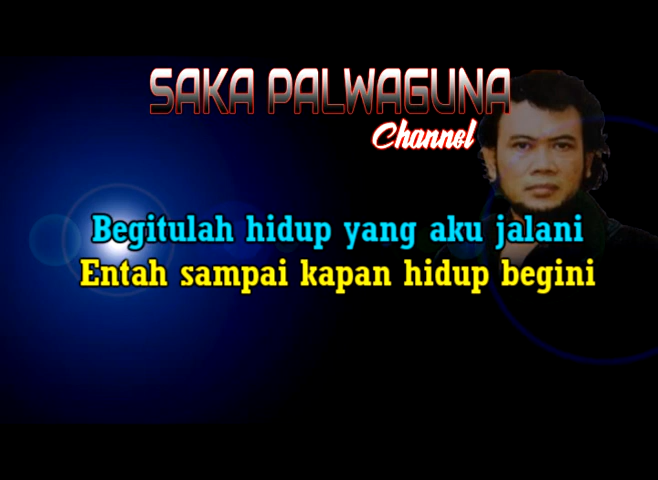 SAKA PALWAGUNA
Channel
Begitulah hidup yang aku jalani
Entah sampai kapan hidup begini